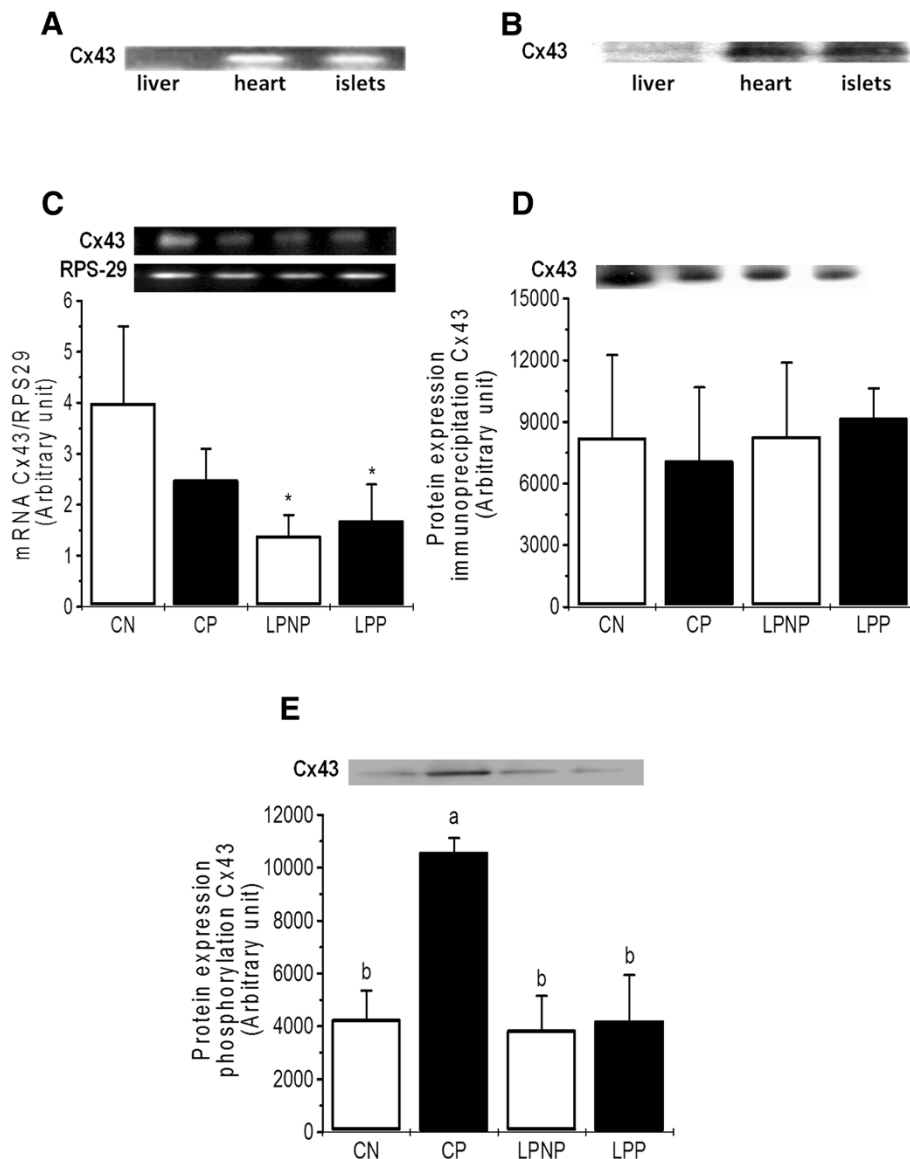 A
Cx43
liver heart islets
B
Cx43
liver heart islets
C
Cx43
RPS-29
mRNA Cx43/RPS29
(Arbitrary unit)
6
5
4
3
2
1
0
*
*
CN CP LPNP LPP
D
Cx43
Protein expression
immunoprecipitation Cx43
(Arbitrary unit)
15000
12000
9000
6000
3000
0
CN CP LPNP LPP
E
Cx43
Protein expression
phosphorylation Cx43
(Arbitrary unit)
12000
10000
8000
6000
4000
2000
0
b
a
b
b
CN CP LPNP LPP